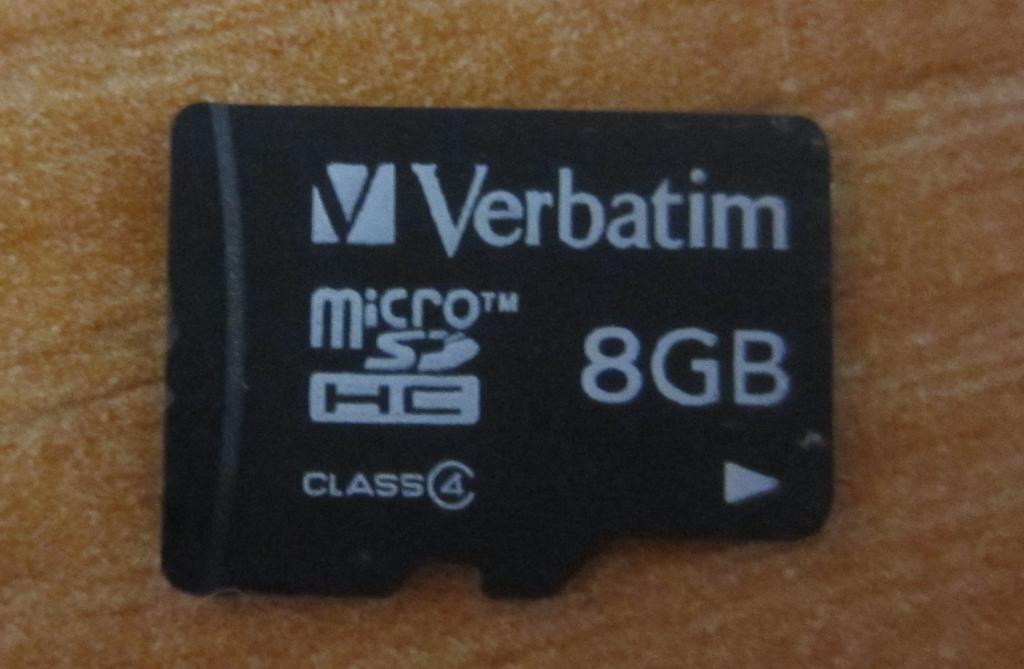 Verbatim
micro™
SD
HC
8GB
CLASS 4